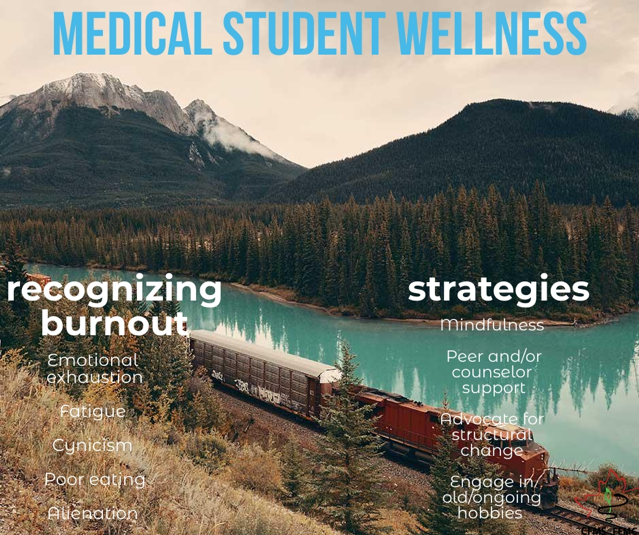 MEDICAL STUDENT WELLNESS
recognizing
burnout
Emotional
exhaustion
Fatigue
Cynicism
Poor eating
Alienation
strategies
Mindfulness
Peer and/or
counselor
support
Advocate for
structural
change
Engage in
old/ongoing
hobbies